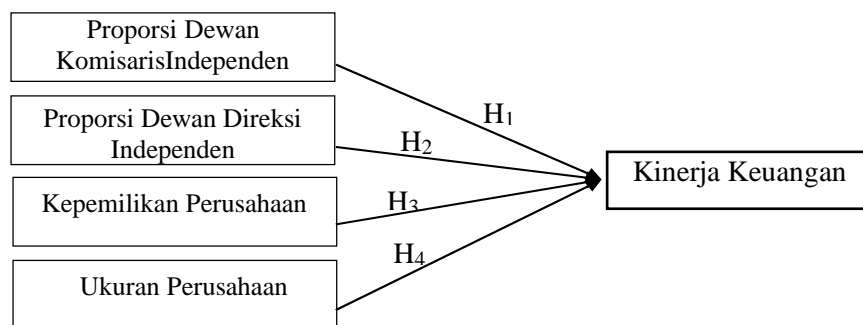 Proporsi Dewan
KomisarisIndependen
H1
Proporsi Dewan Direksi
Independen
H2
Kinerja Keuangan
Kepemilikan Perusahaan
H3
H4
Ukuran Perusahaan